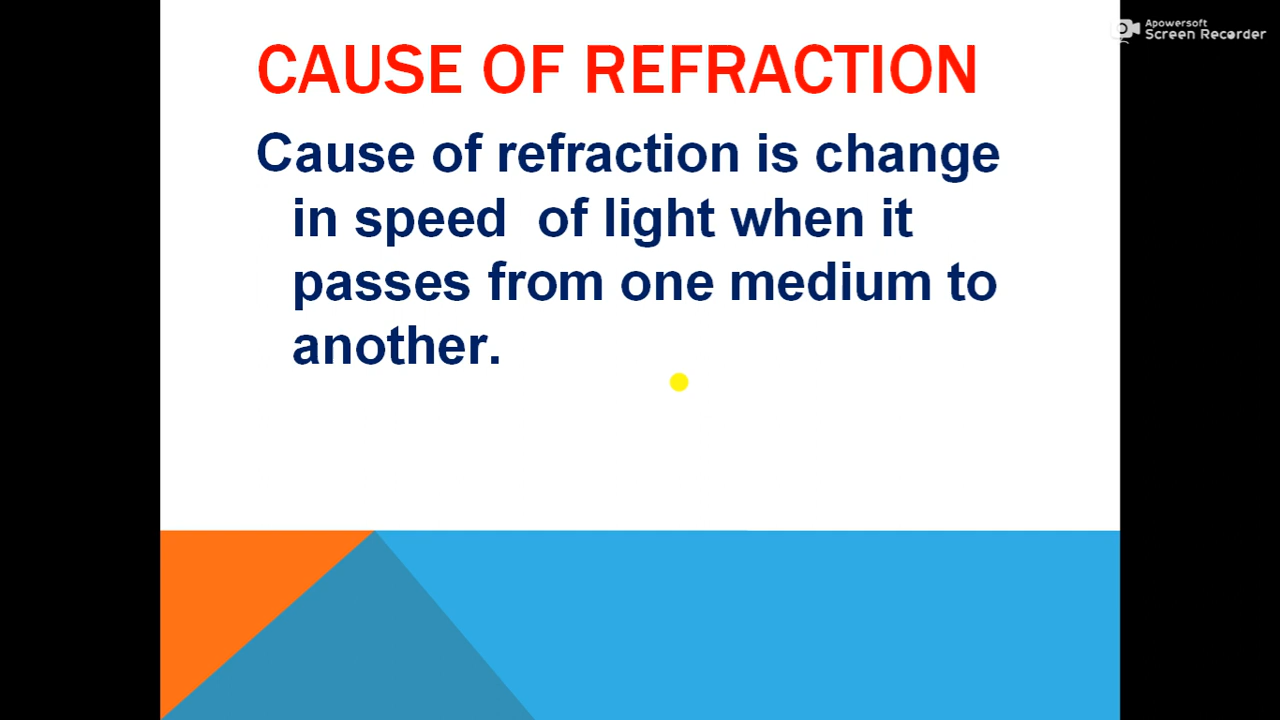 Apowersoft
Screen Recorder
CAUSE OF REFRACTION
Cause of refraction is change
in speed of light when it
passes from one medium to
another.